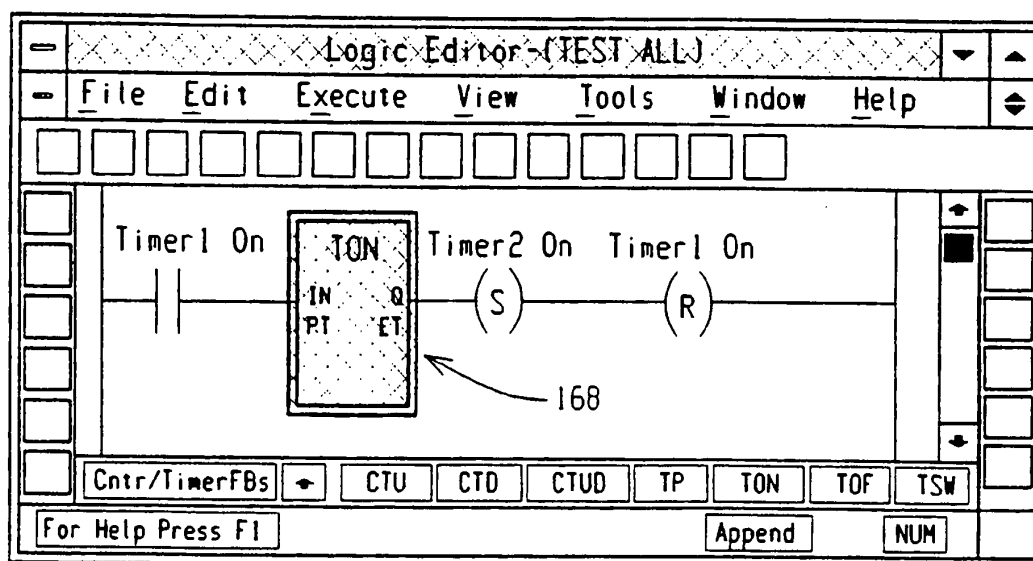 Logic Editor-(TEST ALL)
File Edit Execute View Tools Window Help
Timer1 On TON Timer2 On Timer1 On
IN Q S R
PT ET
168
Cntr/TimerFBs CTU CTD CTUD TP TON TOF TSW
For Help Press F1 Append NUM